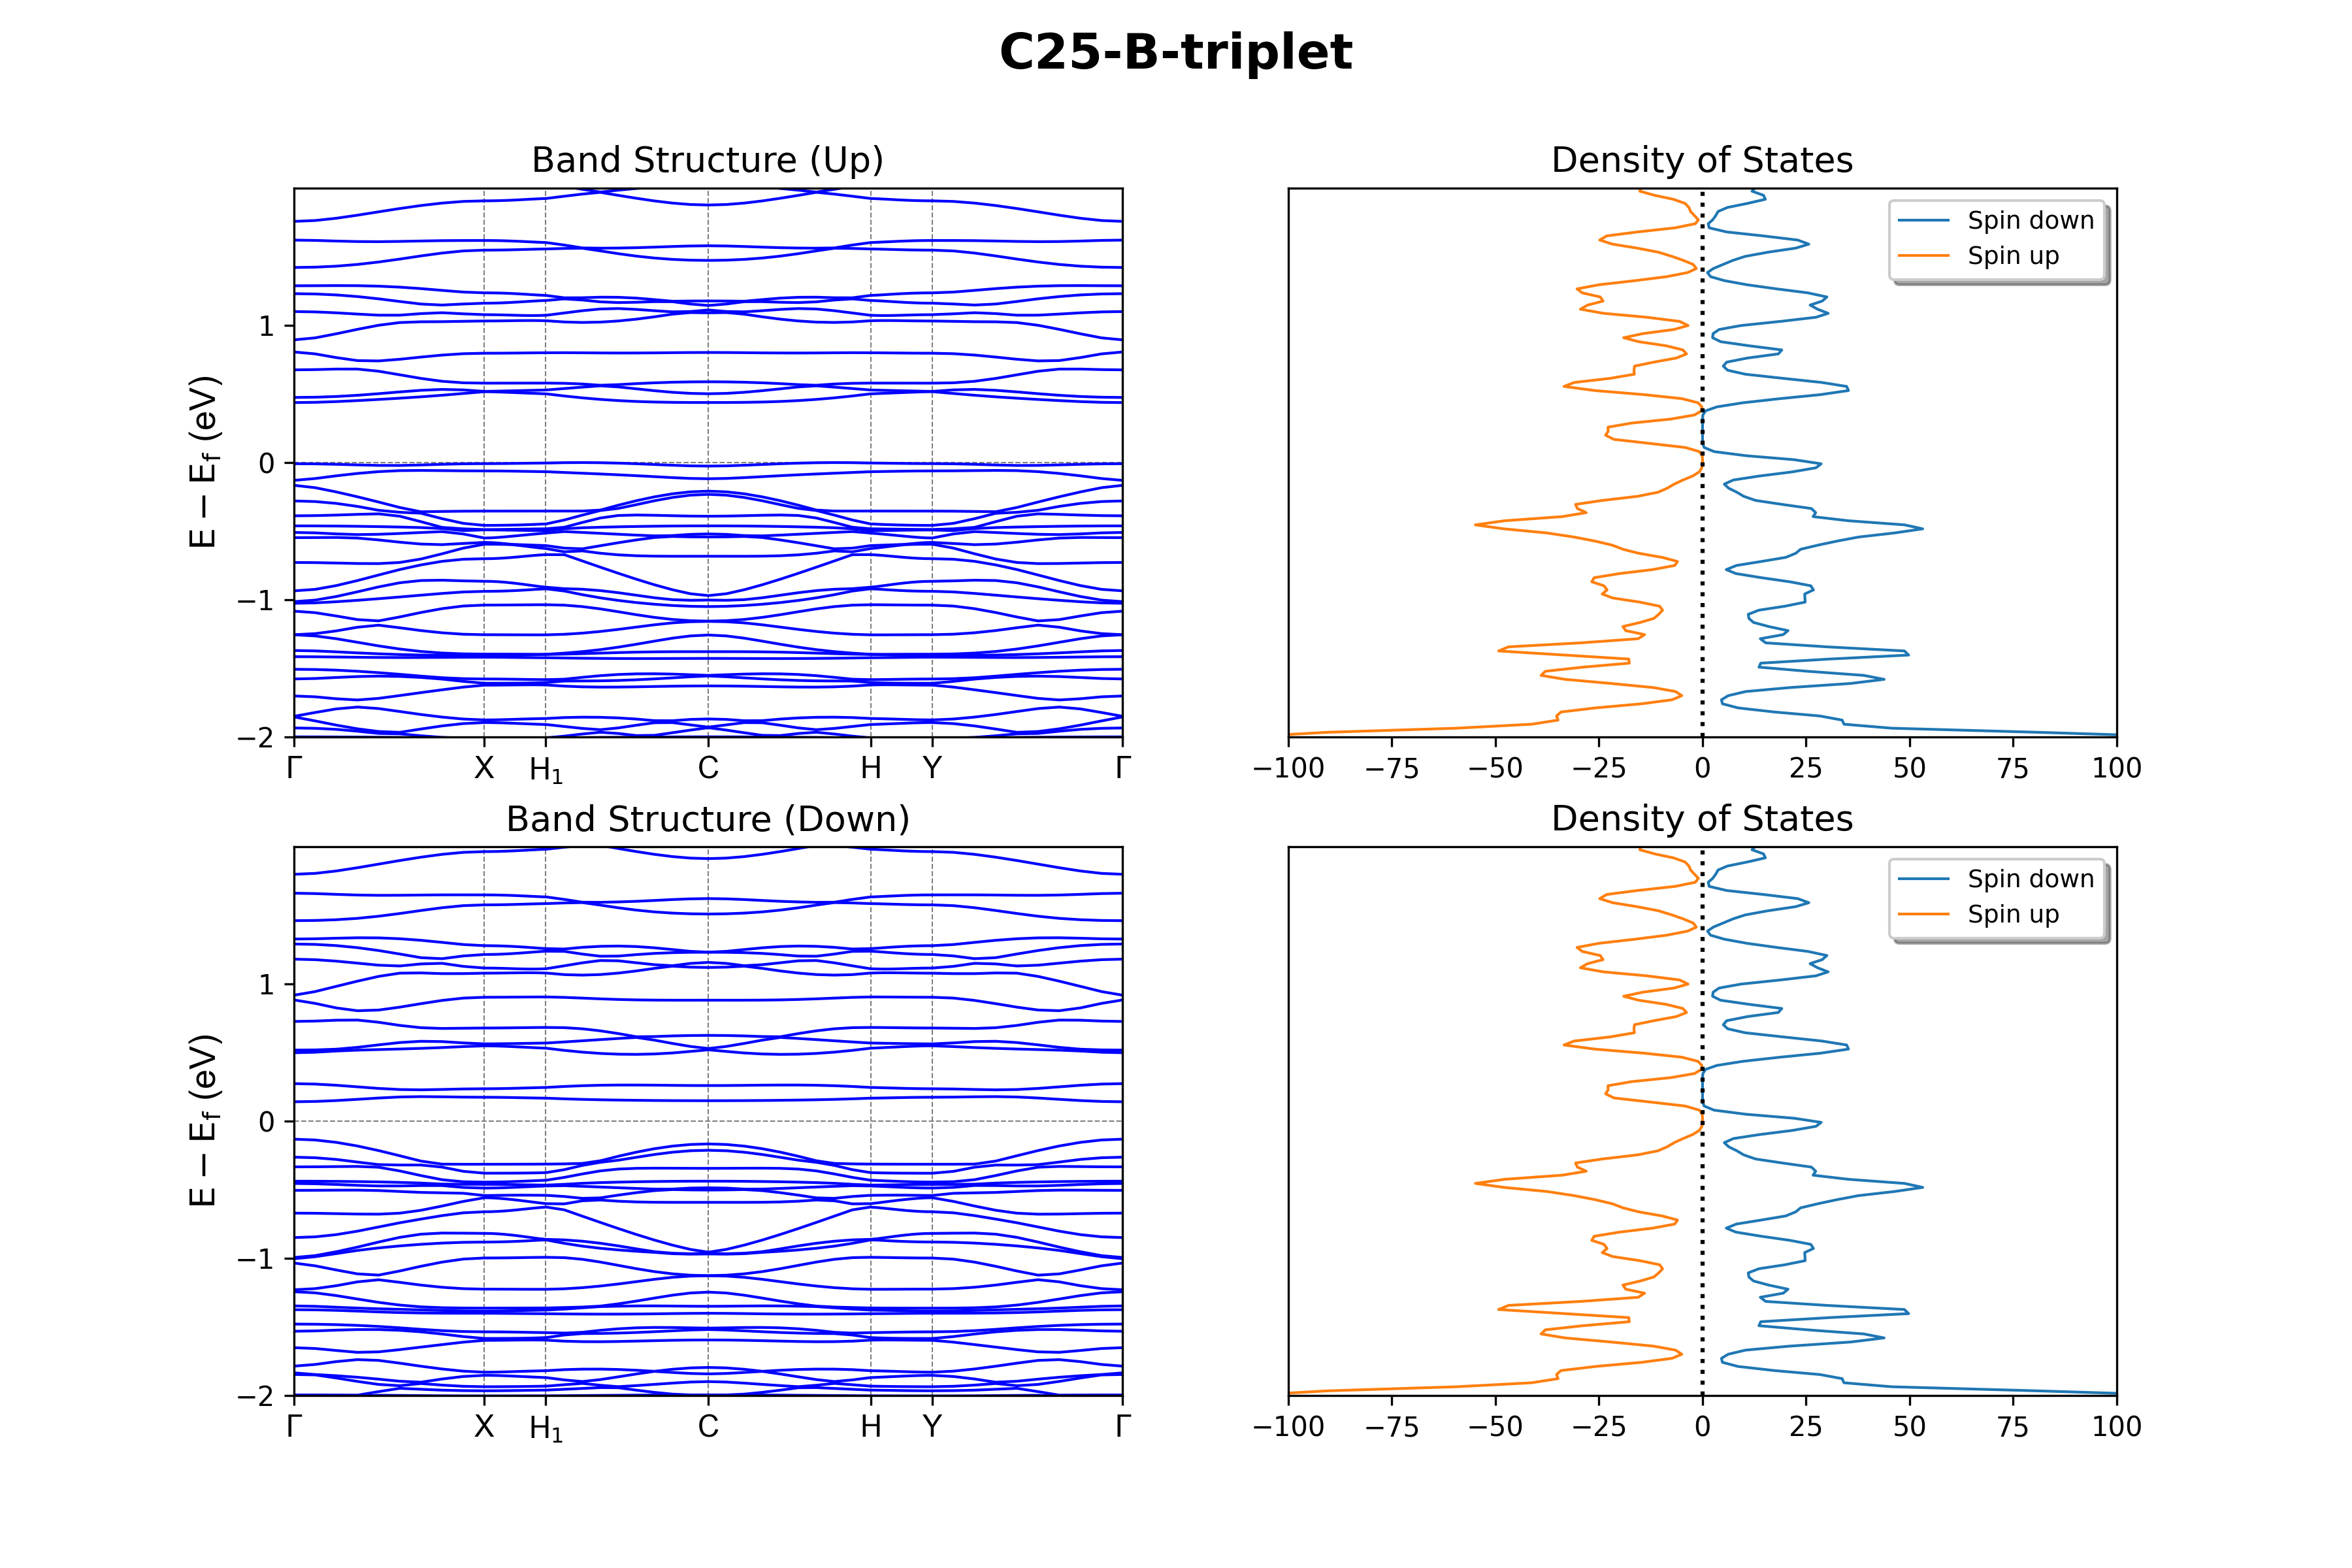 C25-B-triplet
Band Structure (Up)
E − E_f (eV)
1
0
−1
−2
Γ X H₁ C H Y Γ
Density of States
Spin down
Spin up
−100 −75 −50 −25 0 25 50 75 100
Band Structure (Down)
E − E_f (eV)
1
0
−1
−2
Γ X H₁ C H Y Γ
Density of States
Spin down
Spin up
−100 −75 −50 −25 0 25 50 75 100